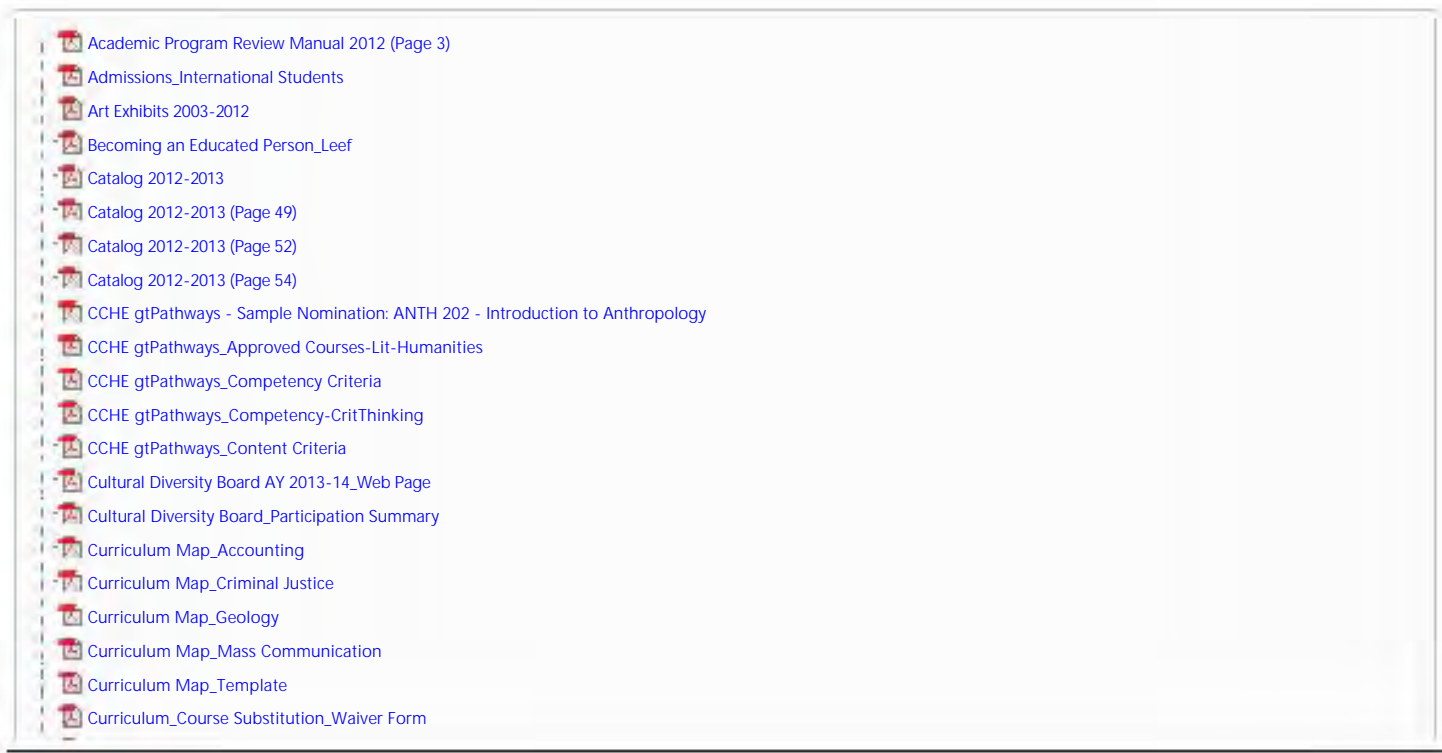 Academic Program Review Manual 2012 (Page 3)
Admissions_International Students
Art Exhibits 2003-2012
Becoming an Educated Person_Leef
Catalog 2012-2013
Catalog 2012-2013 (Page 49)
Catalog 2012-2013 (Page 52)
Catalog 2012-2013 (Page 54)
CCHE gtPathways - Sample Nomination: ANTH 202 - Introduction to Anthropology
CCHE gtPathways_Approved Courses-Lit-Humanities
CCHE gtPathways_Competency Criteria
CCHE gtPathways_Competency-CritThinking
CCHE gtPathways_Content Criteria
Cultural Diversity Board AY 2013-14_Web Page
Cultural Diversity Board_Participation Summary
Curriculum Map_Accounting
Curriculum Map_Criminal Justice
Curriculum Map_Geology
Curriculum Map_Mass Communication
Curriculum Map_Template
Curriculum_Course Substitution_Waiver Form